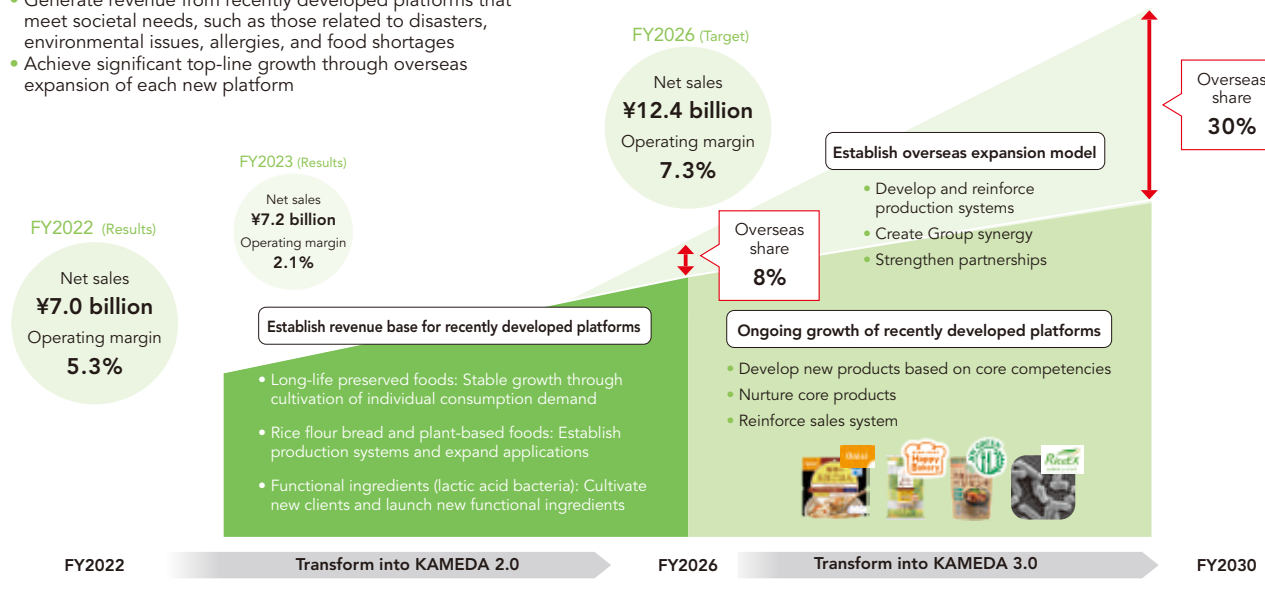 • Generate revenue from recently developed platforms that
meet societal needs, such as those related to disasters,
environmental issues, allergies, and food shortages
• Achieve significant top-line growth through overseas
expansion of each new platform
FY2022 (Results)
Net sales
¥7.0 billion
Operating margin
5.3%
FY2023 (Results)
Net sales
¥7.2 billion
Operating margin
2.1%
FY2026 (Target)
Net sales
¥12.4 billion
Operating margin
7.3%
Overseas
share
8%
Overseas
share
30%
Establish overseas expansion model
• Develop and reinforce
production systems
• Create Group synergy
• Strengthen partnerships
Establish revenue base for recently developed platforms
• Long-life preserved foods: Stable growth through
cultivation of individual consumption demand
• Rice flour bread and plant-based foods: Establish
production systems and expand applications
• Functional ingredients (lactic acid bacteria): Cultivate
new clients and launch new functional ingredients
Ongoing growth of recently developed platforms
• Develop new products based on core competencies
• Nurture core products
• Reinforce sales system
Happy
Bakery
GREEN
FY2022
Transform into KAMEDA 2.0
FY2026
Transform into KAMEDA 3.0
FY2030